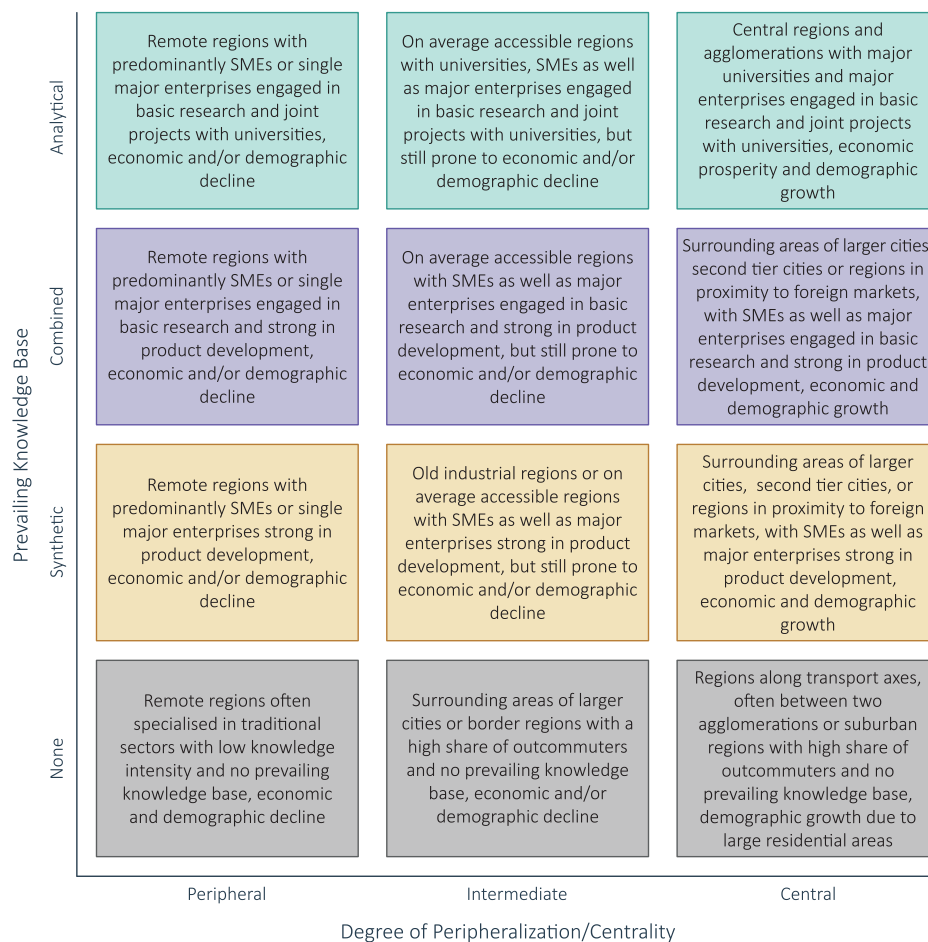 Prevailing Knowledge Base
Analytical
Remote regions with
predominantly SMEs or single
major enterprises engaged in
basic research and joint
projects with universities,
economic and/or demographic
decline
On average accessible regions
with universities, SMEs as well
as major enterprises engaged
in basic research and joint
projects with universities, but
still prone to economic and/or
demographic decline
Central regions and
agglomerations with major
universities and major
enterprises engaged in basic
research and joint projects
with universities, economic
prosperity and demographic
growth
Combined
Remote regions with
predominantly SMEs or single
major enterprises engaged in
basic research and strong in
product development,
economic and/or demographic
decline
On average accessible regions
with SMEs as well as major
enterprises engaged in basic
research and strong in product
development, but still prone to
economic and/or demographic
decline
Surrounding areas of larger cities,
second tier cities or regions in
proximity to foreign markets,
with SMEs as well as major
enterprises engaged in basic
research and strong in product
development, economic and
demographic growth
Synthetic
Remote regions with
predominantly SMEs or single
major enterprises strong in
product development,
economic and/or demographic
decline
Old industrial regions or on
average accessible regions
with SMEs as well as major
enterprises strong in product
development, but still prone to
economic and/or demographic
decline
Surrounding areas of larger
cities, second tier cities, or
regions in proximity to foreign
markets, with SMEs as well as
major enterprises strong in
product development,
economic and demographic
growth
None
Remote regions often
specialised in traditional
sectors with low knowledge
intensity and no prevailing
knowledge base, economic
and demographic decline
Surrounding areas of larger
cities or border regions with a
high share of outcommuters
and no prevailing knowledge
base, economic and/or
demographic decline
Regions along transport axes,
often between two
agglomerations or suburban
regions with high share of
outcommuters and no
prevailing knowledge base,
demographic growth due to
large residential areas
Peripheral
Intermediate
Central
Degree of Peripheralization/Centrality